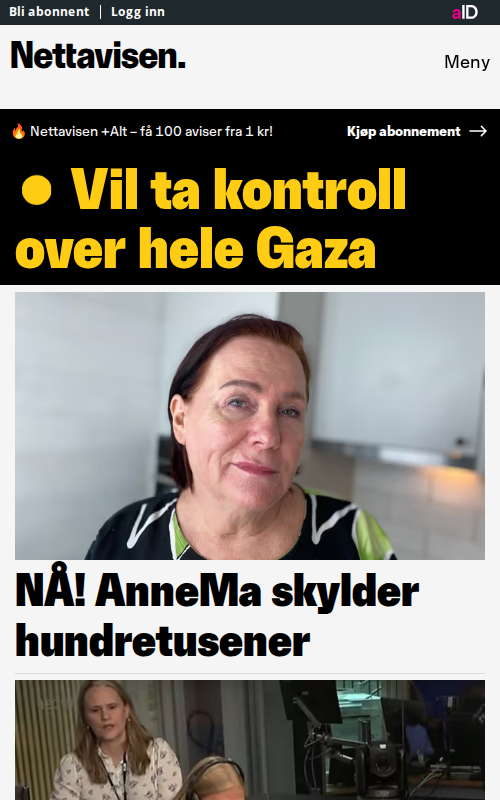 Bli abonnent
Logg inn
aID
Nettavisen.
Meny
🔥 Nettavisen +Alt – få 100 aviser fra 1 kr!
Kjøp abonnement →
Vil ta kontroll
over hele Gaza
NÅ! AnneMa skylder
hundretusener